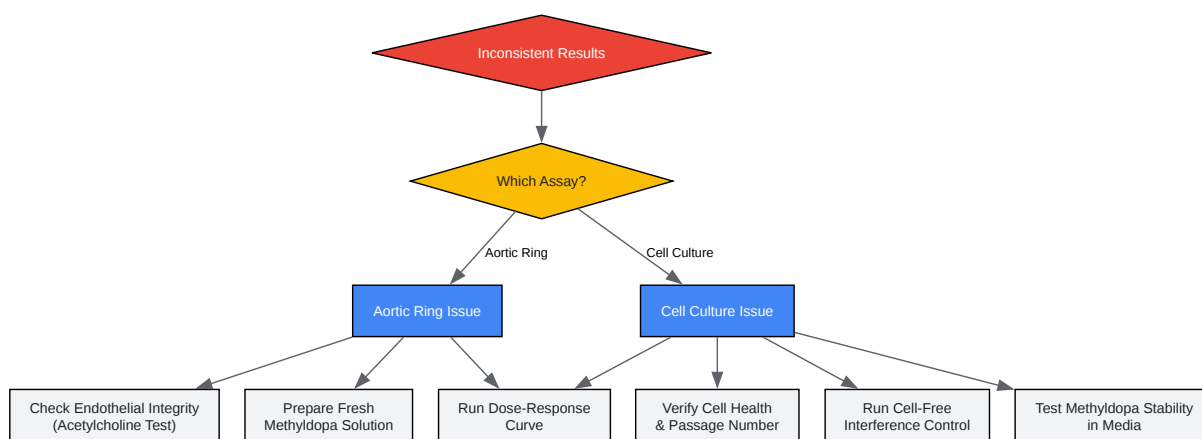 Inconsistent Results
Which Assay?
Aortic Ring
Cell Culture
Aortic Ring Issue
Cell Culture Issue
Check Endothelial Integrity
(Acetylcholine Test)
Prepare Fresh
Methyldopa Solution
Run Dose-Response
Curve
Verify Cell Health
& Passage Number
Run Cell-Free
Interference Control
Test Methyldopa Stability
in Media